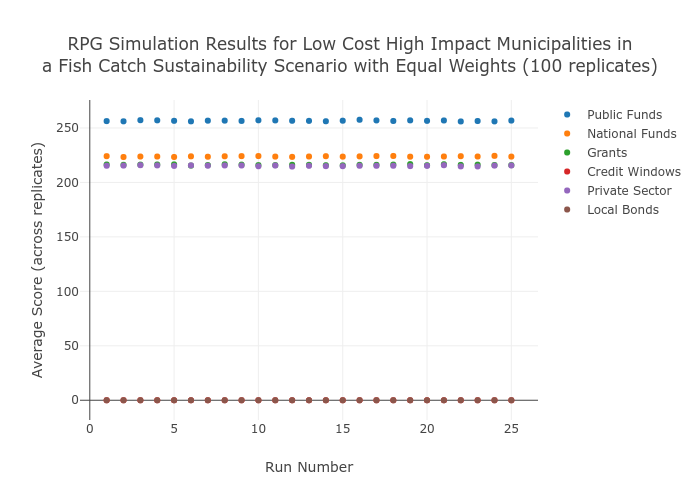 RPG Simulation Results for Low Cost High Impact Municipalities in
a Fish Catch Sustainability Scenario with Equal Weights (100 replicates)
Average Score (across replicates)
250
200
150
100
50
0
0 5 10 15 20 25
Run Number
Public Funds
National Funds
Grants
Credit Windows
Private Sector
Local Bonds